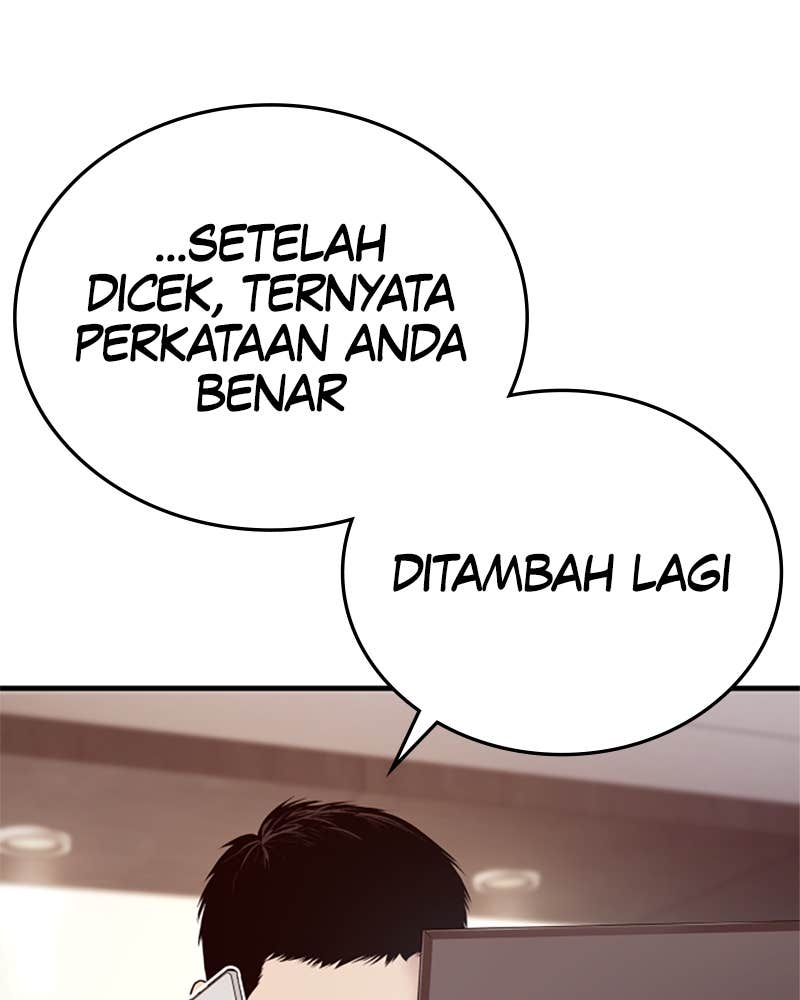 ...SETELAH
DICEK, TERNYATA
PERKATAAN ANDA
BENAR
DITAMBAH LAGI